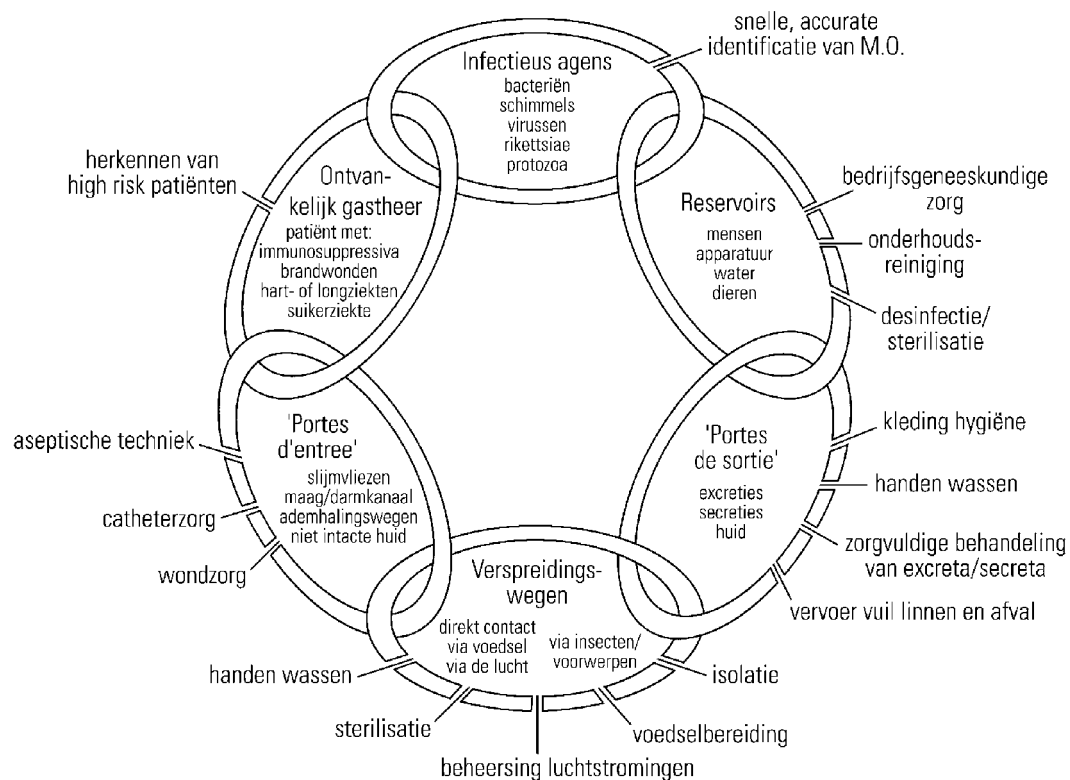 snelle, accurate
identificatie van M.O.
Infectieus agens
bacteriën
schimmels
virussen
rikettsiae
protozoa
bedrijfsgeneeskundige
zorg
onderhouds-
reiniging
desinfectie/
sterilisatie
Reservoirs
mensen
apparatuur
water
dieren
kleding hygiëne
handen wassen
zorgvuldige behandeling
van excreta/secreta
vervoer vuil linnen en afval
'Portes
de sortie'
excreties
secreties
huid
Verspreidings-
wegen
direkt contact
via voedsel
via de lucht
via insecten/
voorwerpen
isolatie
voedselbereiding
beheersing luchtstromingen
sterilisatie
handen wassen
'Portes
d'entree'
slijmvliezen
maag/darmkanaal
ademhalingswegen
niet intacte huid
wondzorg
catheterzorg
aseptische techniek
Ontvan-
kelijk gastheer
patiënt met:
immunosuppressiva
brandwonden
hart- of longziekten
suikerziekte
herkennen van
high risk patiënten